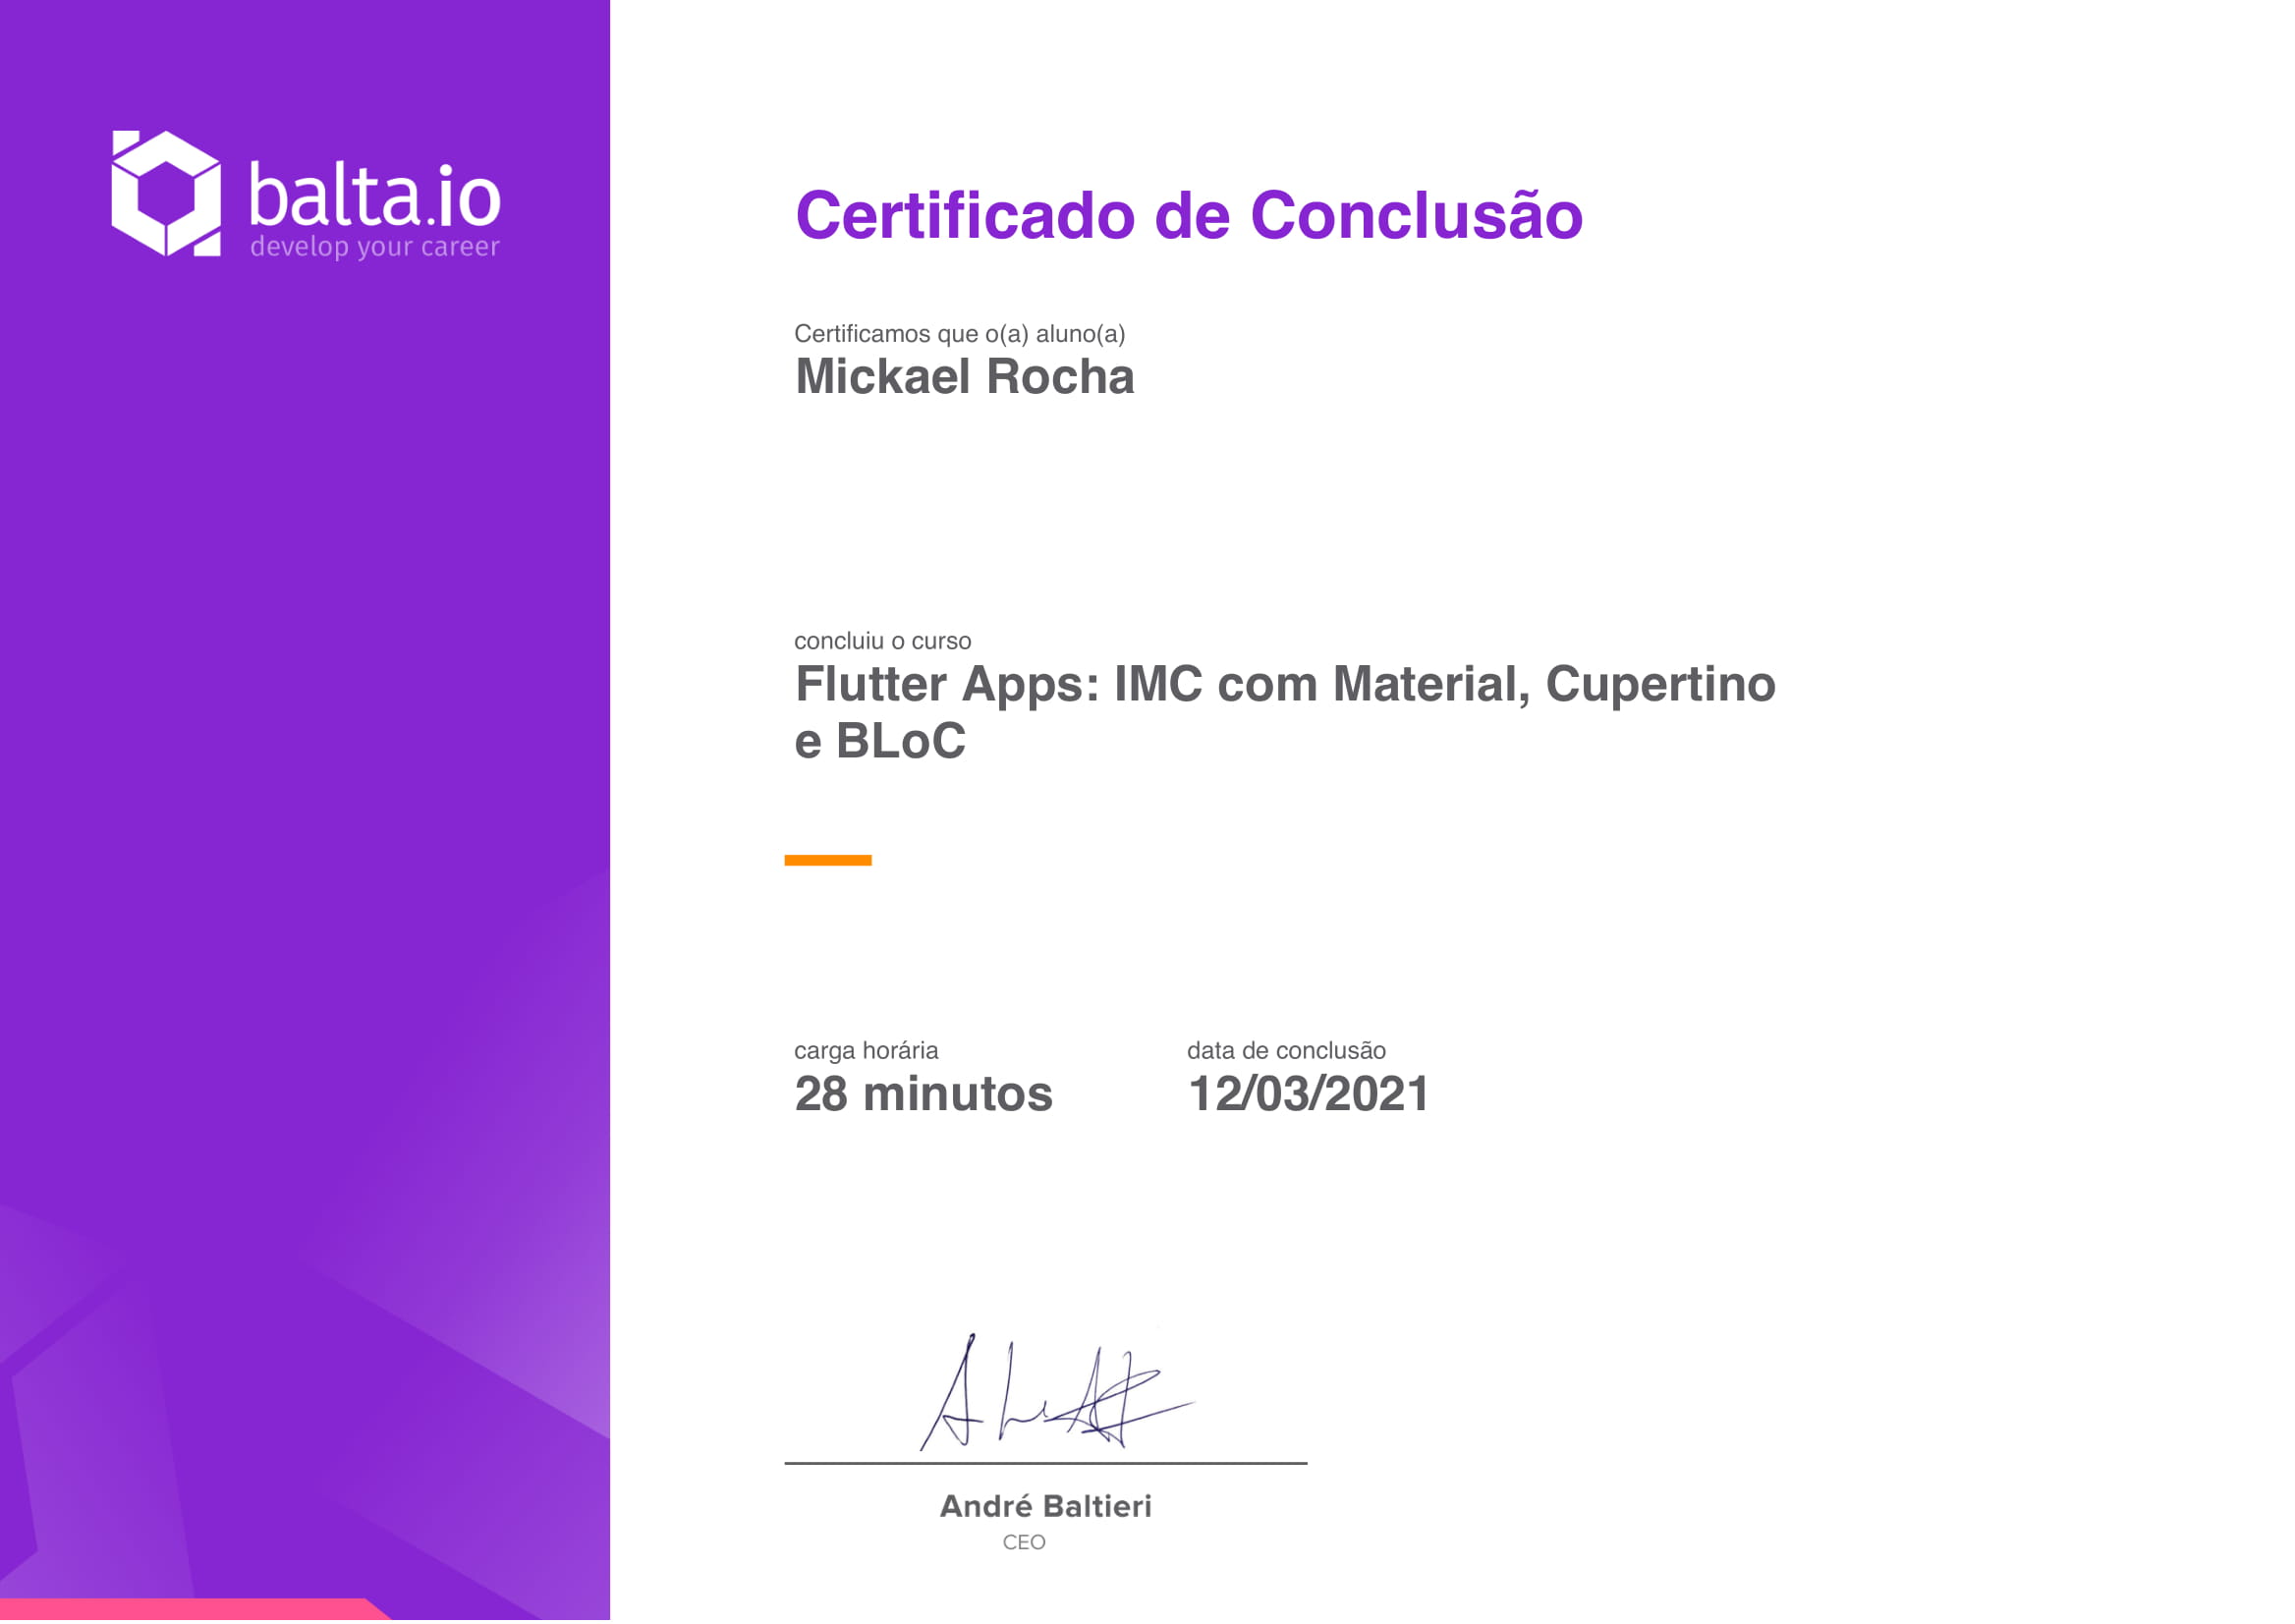 balta.io
develop your career
Certificado de Conclusão
Certificamos que o(a) aluno(a)
Mickael Rocha
concluiu o curso
Flutter Apps: IMC com Material, Cupertino
e BLoC
carga horária
28 minutos
data de conclusão
12/03/2021
André Baltieri
CEO